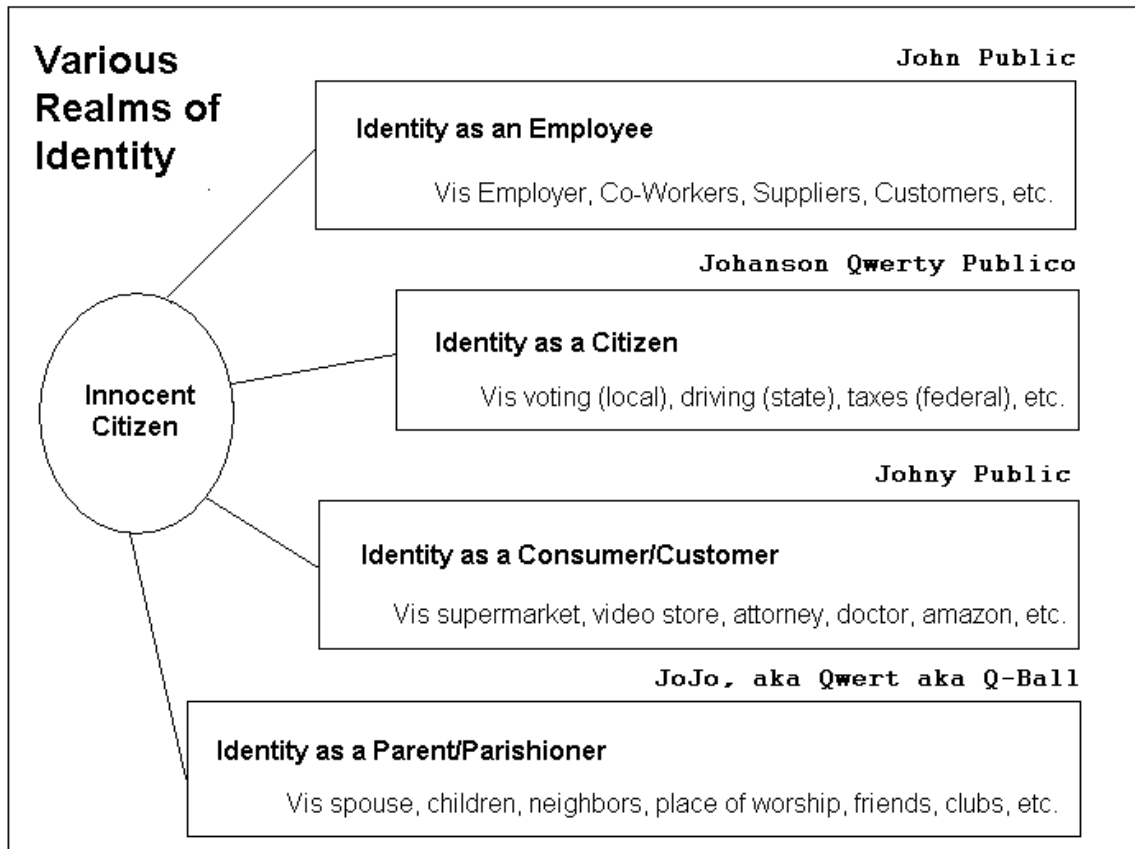 Various
Realms of
Identity
John Public
Identity as an Employee
Vis Employer, Co-Workers, Suppliers, Customers, etc.
Johanson Qwerty Publico
Identity as a Citizen
Vis voting (local), driving (state), taxes (federal), etc.
Innocent
Citizen
Johny Public
Identity as a Consumer/Customer
Vis supermarket, video store, attorney, doctor, amazon, etc.
JoJo, aka Qwert aka Q-Ball
Identity as a Parent/Parishioner
Vis spouse, children, neighbors, place of worship, friends, clubs, etc.